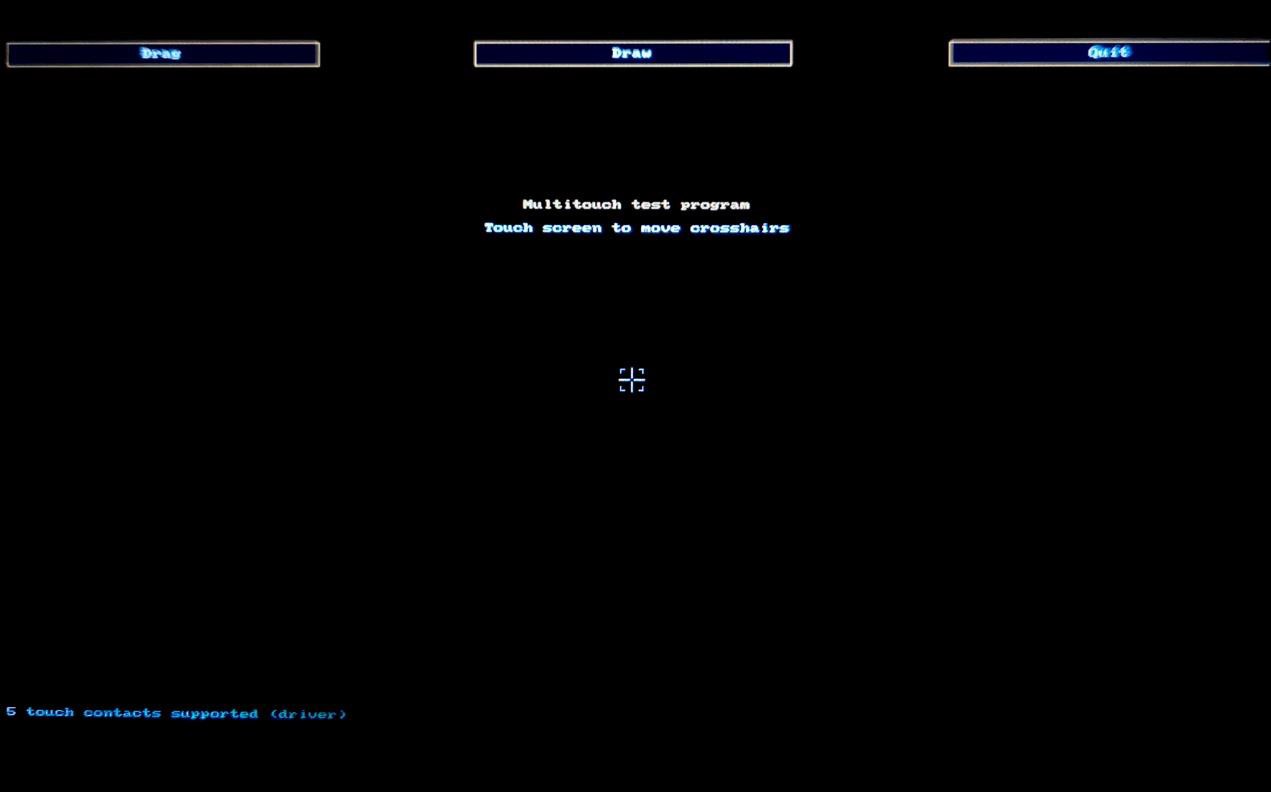 Drag
Draw
Quit
Multitouch test program
Touch screen to move crosshairs
5 touch contacts supported (driver)